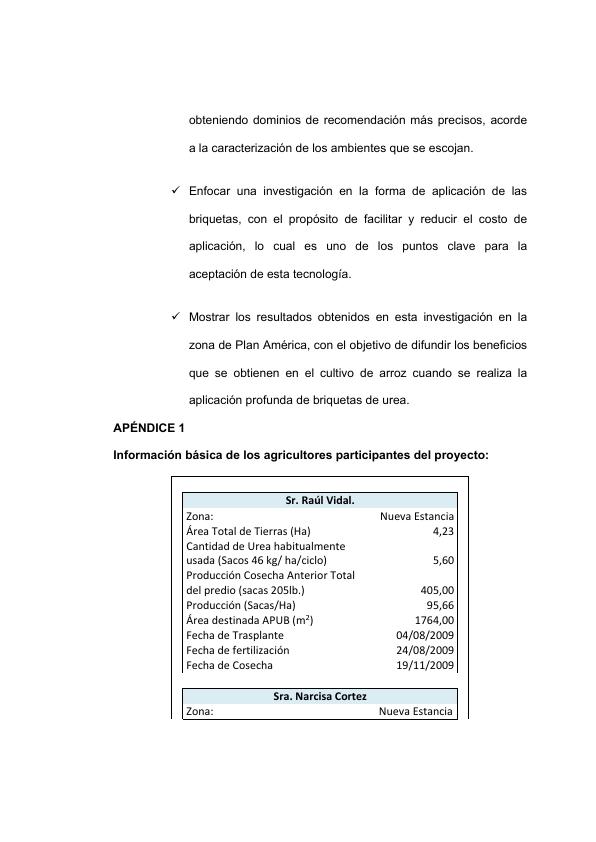 obteniendo dominios de recomendación más precisos, acorde
a la caracterización de los ambientes que se escojan.
✓ Enfocar una investigación en la forma de aplicación de las
briquetas, con el propósito de facilitar y reducir el costo de
aplicación, lo cual es uno de los puntos clave para la
aceptación de esta tecnología.
✓ Mostrar los resultados obtenidos en esta investigación en la
zona de Plan América, con el objetivo de difundir los beneficios
que se obtienen en el cultivo de arroz cuando se realiza la
aplicación profunda de briquetas de urea.
APÉNDICE 1
Información básica de los agricultores participantes del proyecto:
Sr. Raúl Vidal.
Zona: Nueva Estancia
Área Total de Tierras (Ha) 4,23
Cantidad de Urea habitualmente
usada (Sacos 46 kg/ ha/ciclo) 5,60
Producción Cosecha Anterior Total
del predio (sacas 205lb.) 405,00
Producción (Sacas/Ha) 95,66
Área destinada APUB (m²) 1764,00
Fecha de Trasplante 04/08/2009
Fecha de fertilización 24/08/2009
Fecha de Cosecha 19/11/2009
Sra. Narcisa Cortez
Zona: Nueva Estancia